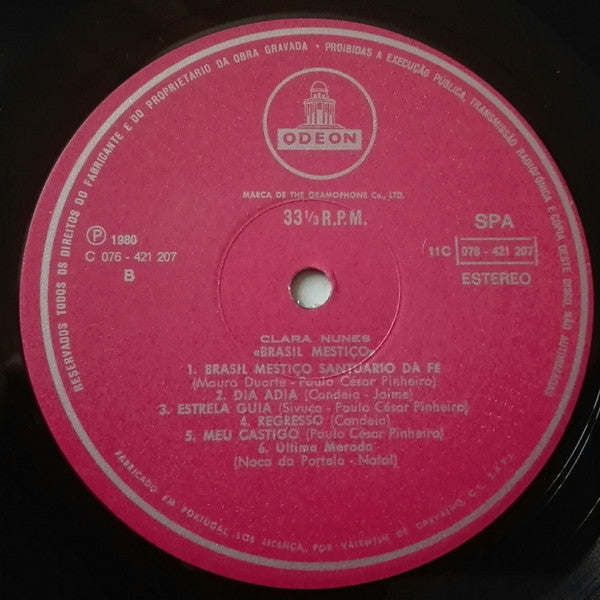 RESERVADOS TODOS OS DIREITOS DO FABRICANTE E DO PROPRIETÁRIO DA OBRA GRAVADA • PROIBIDAS A EXECUÇÃO PÚBLICA, TRANSMISSÃO RADIOFÓNICA E CÓPIA DESTE DISCO, NÃO AUTORIZADAS
ODEON
MARCA DE THE GRAMOPHONE Co., LTD.
33 1/3 R.P.M.
Ⓟ 1980
C 076 - 421 207
B
SPA
11C 076 - 421 207
ESTEREO
CLARA NUNES
«BRASIL MESTIÇO»
1. BRASIL MESTIÇO SANTUÁRIO DA FÉ
(Mauro Duarte - Paulo César Pinheiro)
2. DIA ADIA (Candeia - Jaime)
3. ESTRELA GUIA (Sivuca - Paulo César Pinheiro)
4. REGRESSO (Candeia)
5. MEU CASTIGO (Paulo César Pinheiro)
6. Última Morada
(Noca da Portela - Natal)
FABRICADO EM PORTUGAL, SOB LICENÇA, POR VALENTIM DE CARVALHO, C.I. S.A.R.L.